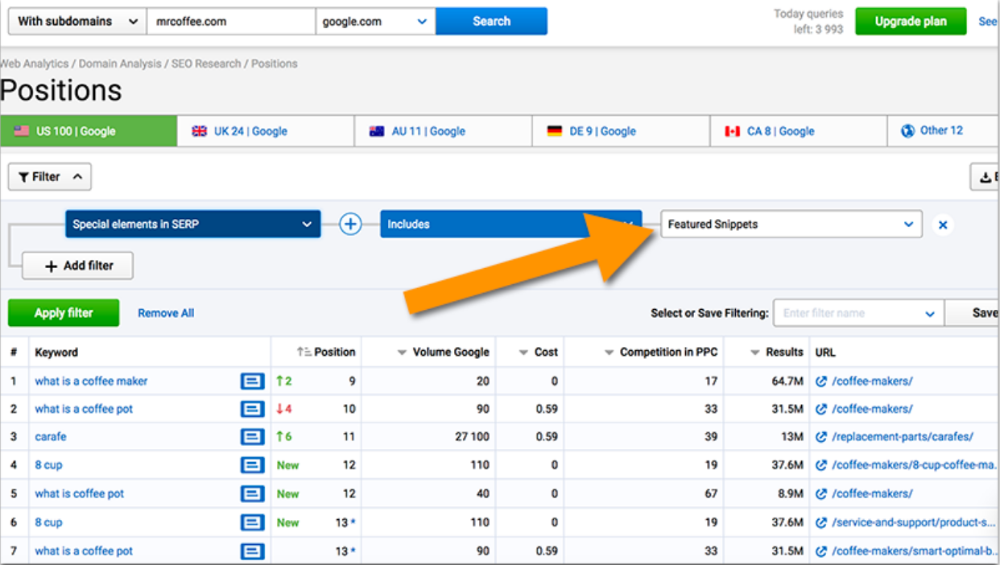 With subdomains mrcoffee.com google.com Search Today queries left: 3 993 Upgrade plan See
Web Analytics / Domain Analysis / SEO Research / Positions
Positions
US 100 | Google UK 24 | Google AU 11 | Google DE 9 | Google CA 8 | Google Other 12
Filter
Special elements in SERP Includes Featured Snippets
+ Add filter
Apply filter Remove All Select or Save Filtering: Enter filter name Save
# Keyword Position Volume Google Cost Competition in PPC Results URL
1 what is a coffee maker ↑2 9 20 0 17 64.7M /coffee-makers/
2 what is a coffee pot ↓4 10 90 0.59 33 31.5M /coffee-makers/
3 carafe ↑6 11 27 100 0.59 39 13M /replacement-parts/carafes/
4 8 cup New 12 110 0 19 37.6M /coffee-makers/8-cup-coffee-ma...
5 what is coffee pot New 12 40 0 67 8.9M /coffee-makers/
6 8 cup New 13 * 110 0 19 37.6M /service-and-support/product-s...
7 what is a coffee pot 13 * 90 0.59 33 31.5M /coffee-makers/smart-optimal-b...